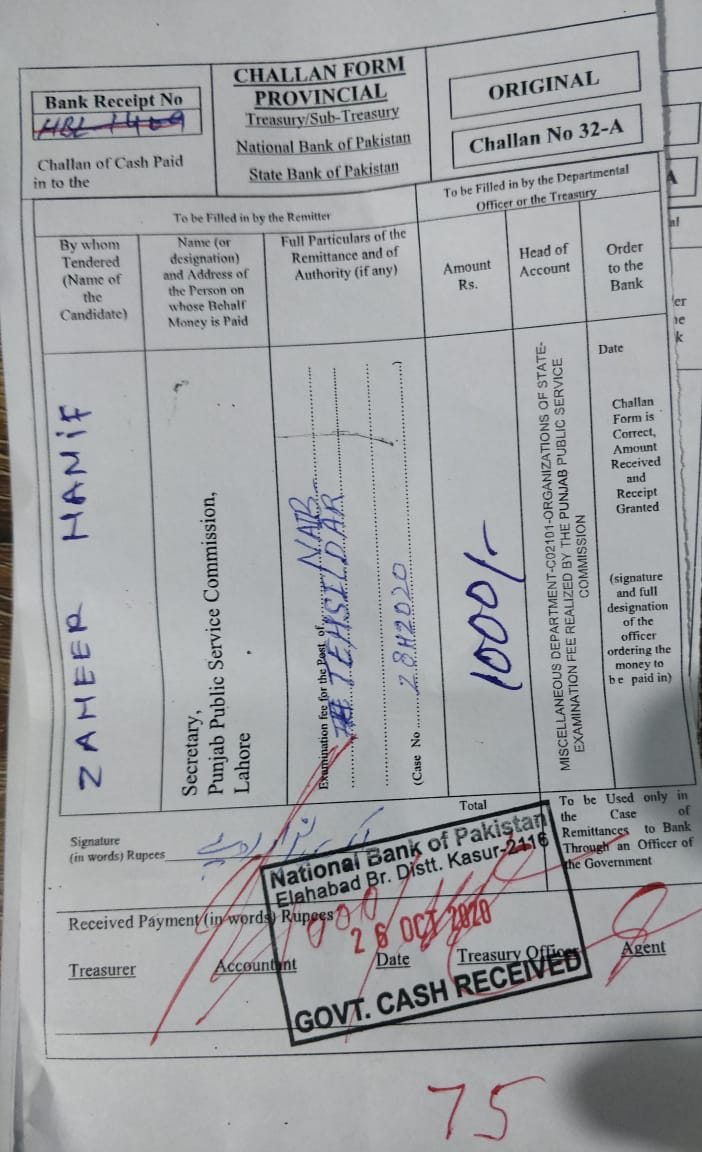 Bank Receipt No
Challan of Cash Paid
in to the
CHALLAN FORM
PROVINCIAL
Treasury/Sub-Treasury
National Bank of Pakistan
State Bank of Pakistan
ORIGINAL
Challan No 32-A
To be Filled in by the Remitter
To be Filled in by the Departmental
Officer or the Treasury
By whom
Tendered
(Name of
the
Candidate)
Name (or
designation)
and Address of
the Person on
whose Behalf
Money is Paid
Full Particulars of the
Remittance and of
Authority (if any)
Amount
Rs.
Head of
Account
Order
to the
Bank
ZAMEER HANIF
Secretary,
Punjab Public Service Commission,
Lahore
Examination fee for the Post of NAIB
TEHSILDAR
(Case No 28H2020)
1000/-
MISCELLANEOUS DEPARTMENT-C02101-ORGANIZATIONS OF STATE-
EXAMINATION FEE REALIZED BY THE PUNJAB PUBLIC SERVICE
COMMISSION
Date
Challan
Form is
Correct,
Amount
Received
and
Receipt
Granted
(signature
and full
designation
of the
officer
ordering the
money to
be paid in)
Total
To be Used only in
the Case of
Remittances to Bank
Through an Officer of
the Government
Signature
(in words) Rupees
National Bank of Pakistan
Elahabad Br. Distt. Kasur-2116
Received Payment (in words) Rupees
26 OCT 2020
Treasurer
Accountant
Date
Treasury Officer
Agent
GOVT. CASH RECEIVED
75